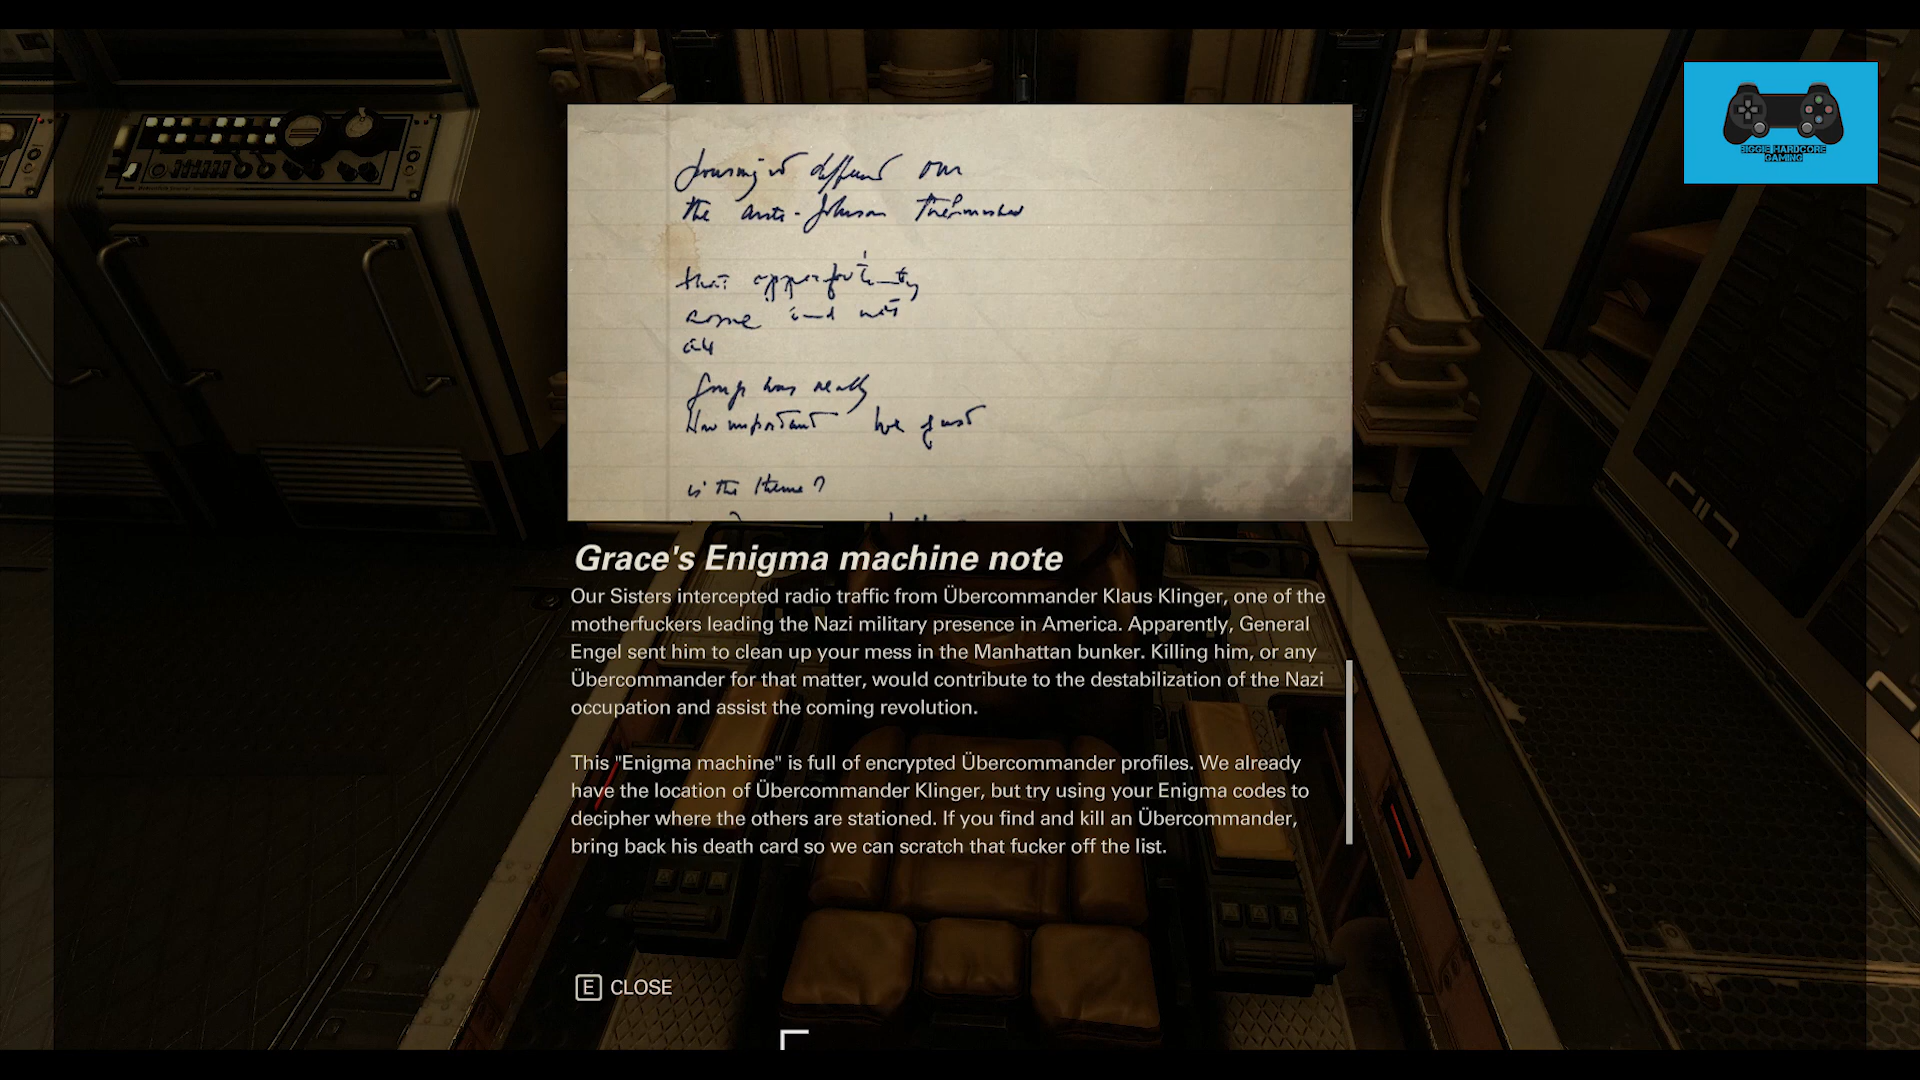 BIGGIE HARDCORE
GAMING
the
that
is the theme?
Grace's Enigma machine note
Our Sisters intercepted radio traffic from Übercommander Klaus Klinger, one of the
motherfuckers leading the Nazi military presence in America. Apparently, General
Engel sent him to clean up your mess in the Manhattan bunker. Killing him, or any
Übercommander for that matter, would contribute to the destabilization of the Nazi
occupation and assist the coming revolution.
This "Enigma machine" is full of encrypted Übercommander profiles. We already
have the location of Übercommander Klinger, but try using your Enigma codes to
decipher where the others are stationed. If you find and kill an Übercommander,
bring back his death card so we can scratch that fucker off the list.
E CLOSE